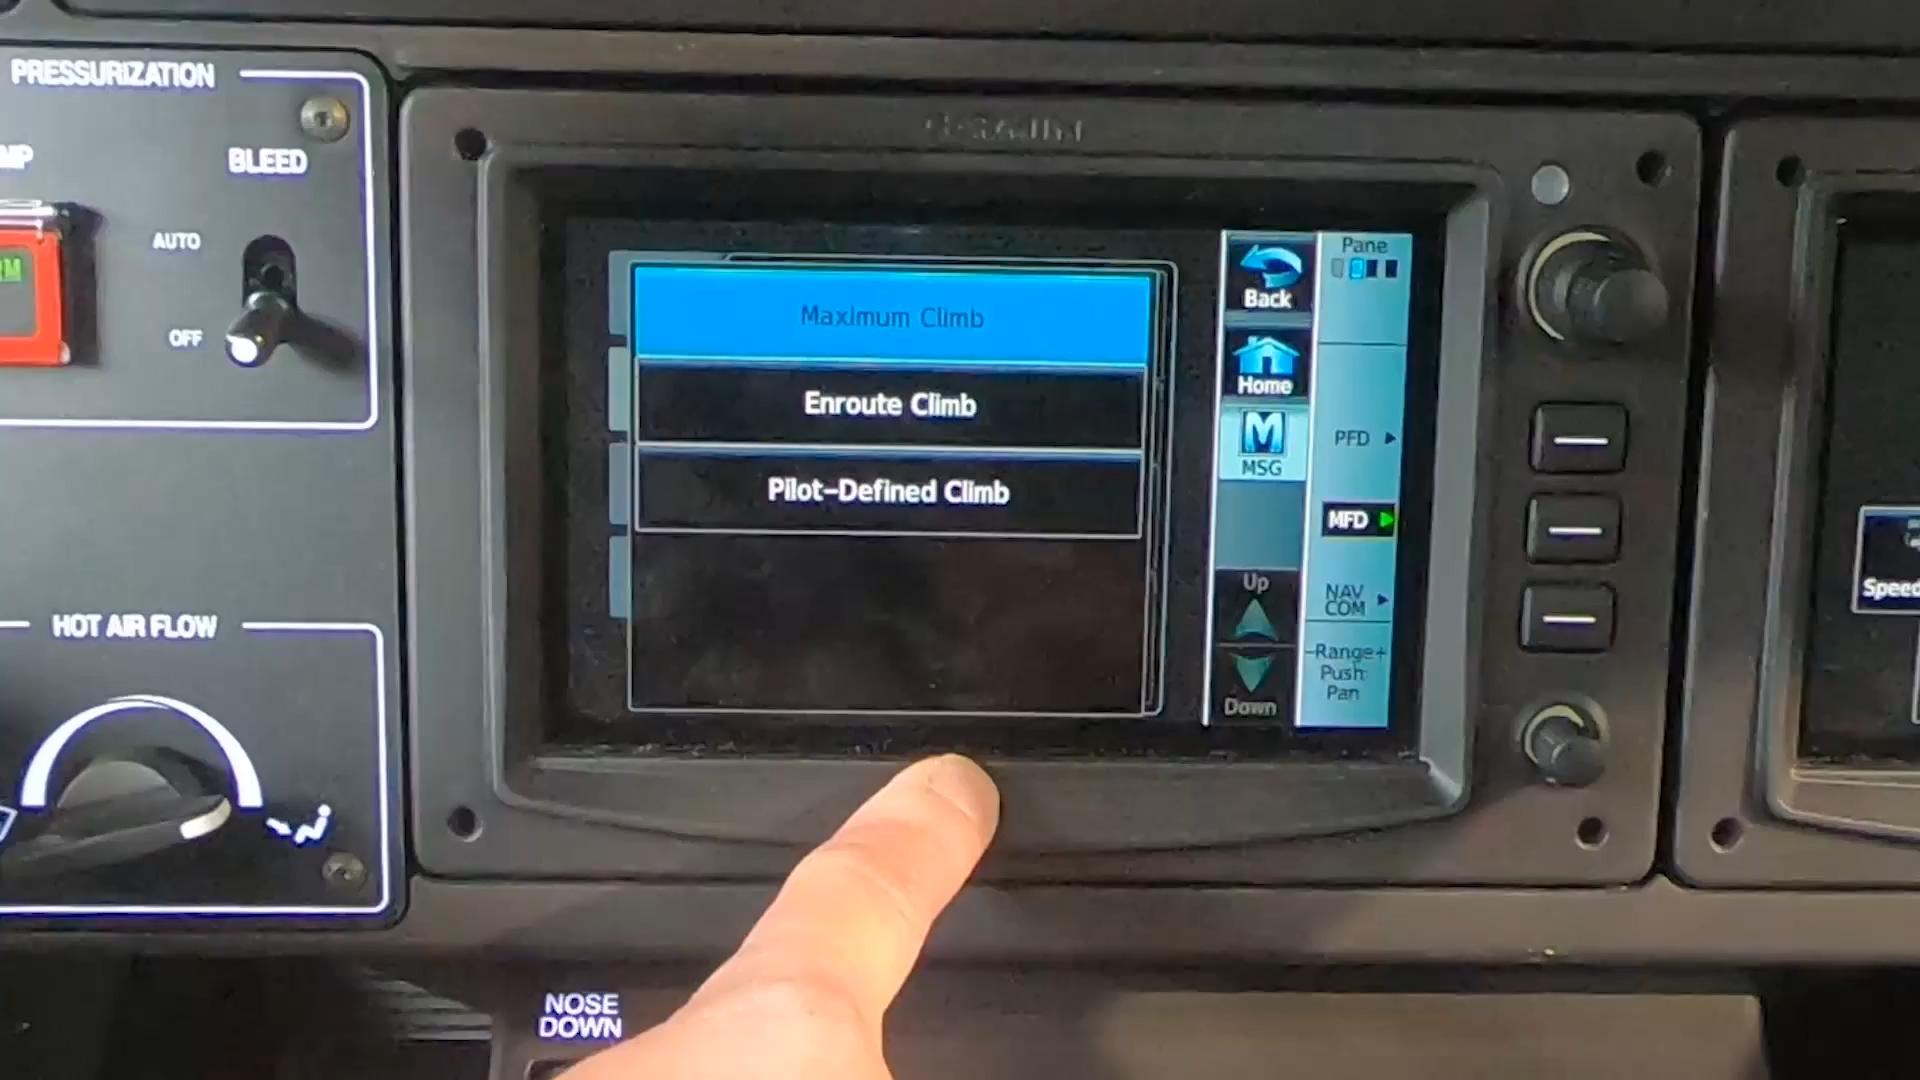 PRESSURIZATION
BLEED
AUTO
OFF
HOT AIR FLOW
Maximum Climb
Enroute Climb
Pilot-Defined Climb
Back
Home
MSG
Up
Down
Pane
PFD
MFD
NAV
COM
-Range+
Push
Pan
NOSE
DOWN